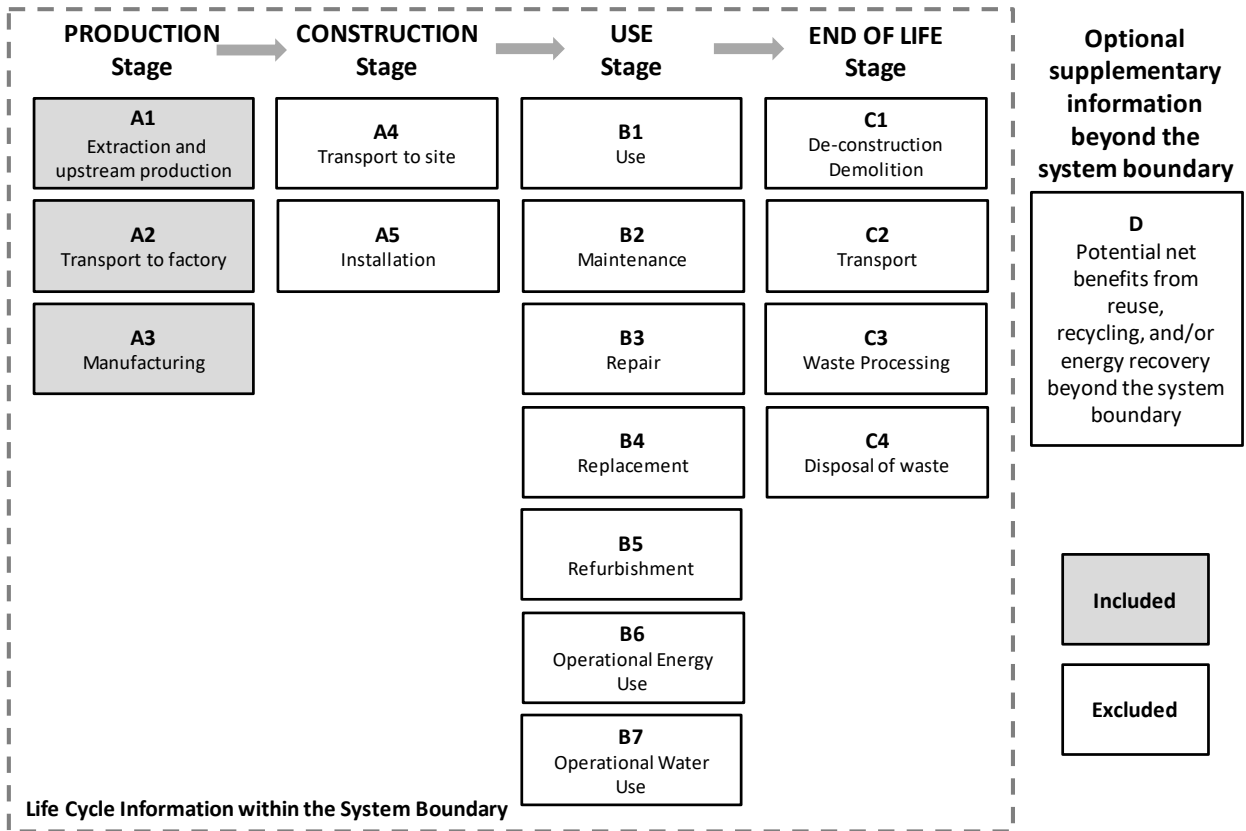 PRODUCTION
Stage
CONSTRUCTION
Stage
USE
Stage
END OF LIFE
Stage
A1
Extraction and
upstream production
A2
Transport to factory
A3
Manufacturing
A4
Transport to site
A5
Installation
B1
Use
B2
Maintenance
B3
Repair
B4
Replacement
B5
Refurbishment
B6
Operational Energy
Use
B7
Operational Water
Use
C1
De-construction
Demolition
C2
Transport
C3
Waste Processing
C4
Disposal of waste
Life Cycle Information within the System Boundary
Optional
supplementary
information
beyond the
system boundary
D
Potential net
benefits from
reuse,
recycling, and/or
energy recovery
beyond the system
boundary
Included
Excluded